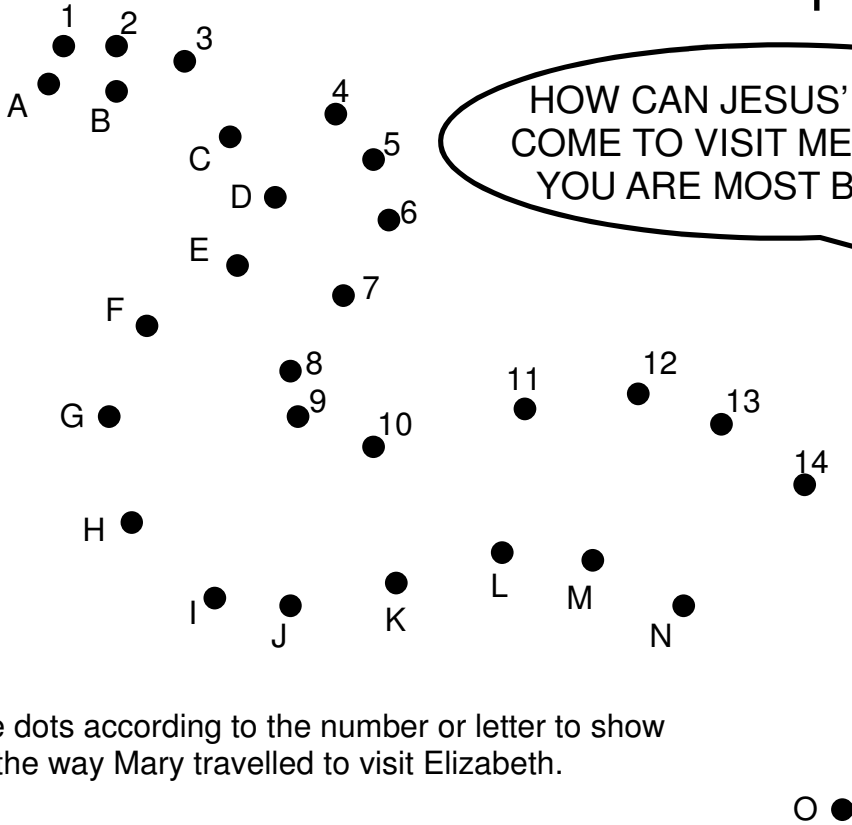 1
2
3
A
B
4
HOW CAN JESUS'
COME TO VISIT ME
YOU ARE MOST B
C
5
D
6
E
7
F
8
9
10
11
12
13
14
G
H
I
J
K
L
M
N
dots according to the number or letter to show
the way Mary travelled to visit Elizabeth.
O